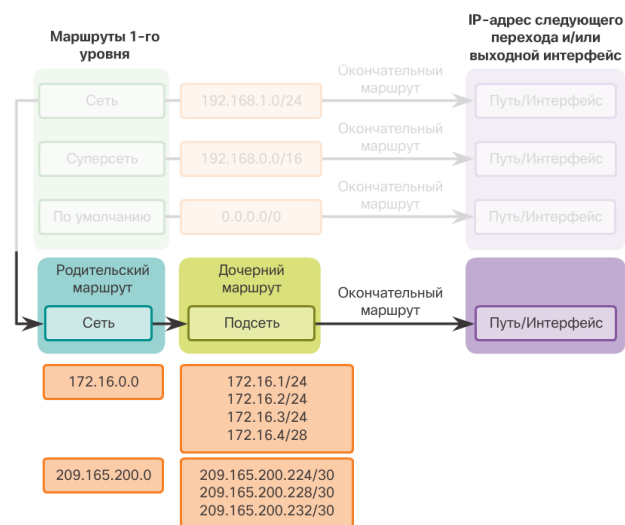 Маршруты 1-го
уровня
IP-адрес следующего
перехода и/или
выходной интерфейс
Сеть
192.168.1.0/24
Окончательный
маршрут
Путь/Интерфейс
Суперсеть
192.168.0.0/16
Окончательный
маршрут
Путь/Интерфейс
По умолчанию
0.0.0.0/0
Окончательный
маршрут
Путь/Интерфейс
Родительский
маршрут
Сеть
Дочерний
маршрут
Подсеть
Окончательный
маршрут
Путь/Интерфейс
172.16.0.0
172.16.1/24
172.16.2/24
172.16.3/24
172.16.4/28
209.165.200.0
209.165.200.224/30
209.165.200.228/30
209.165.200.232/30